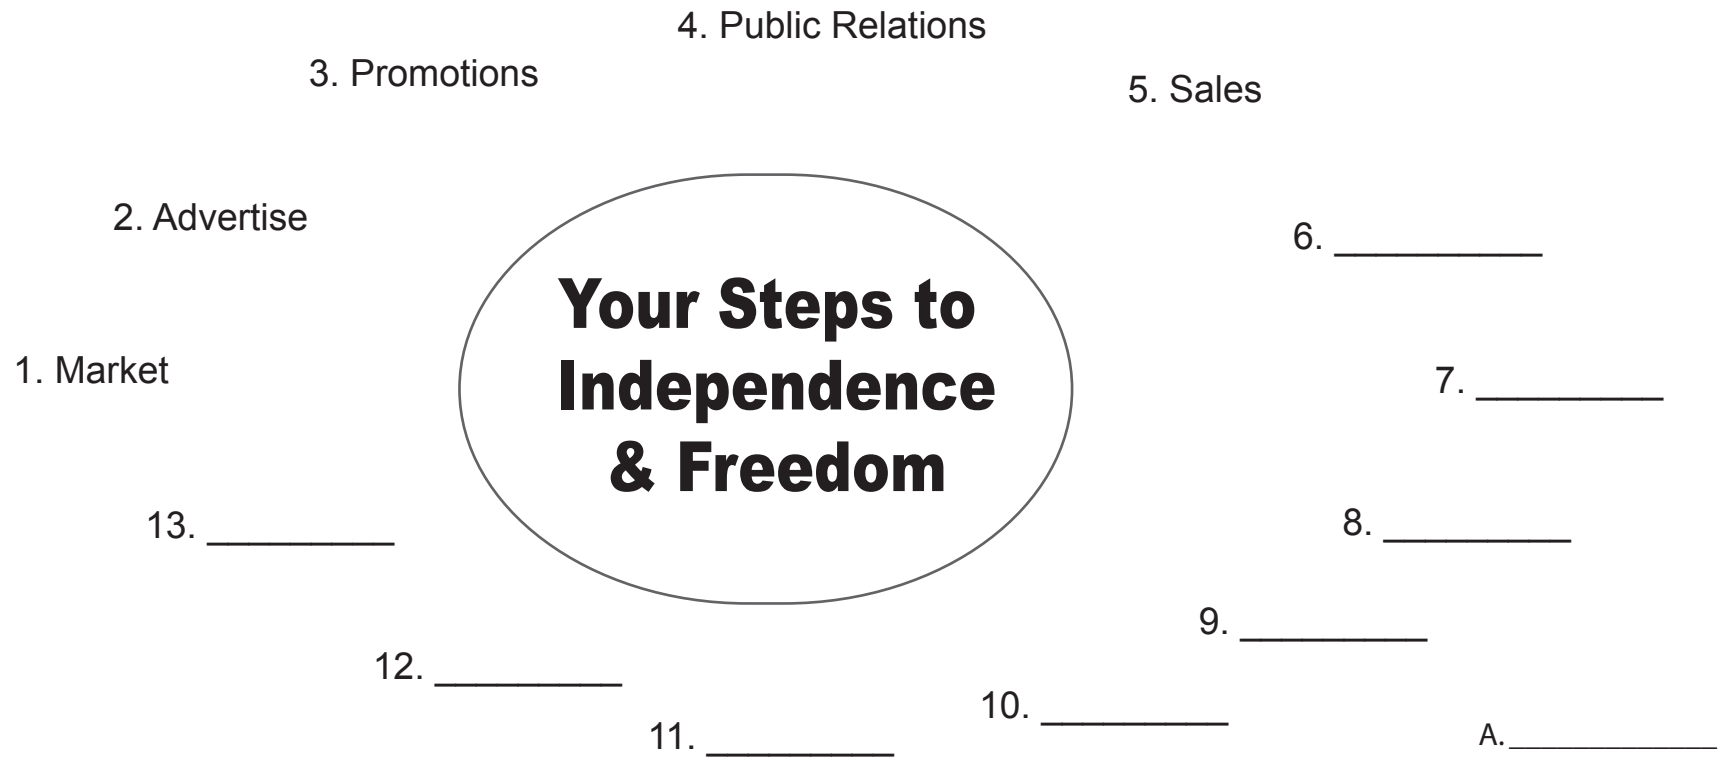 4. Public Relations
3. Promotions
5. Sales
2. Advertise
6. __________
Your Steps to
Independence
& Freedom
1. Market
7. _________
13. _________
8. _________
9. _________
12. _________
10. _________
11. _________
A. _____________